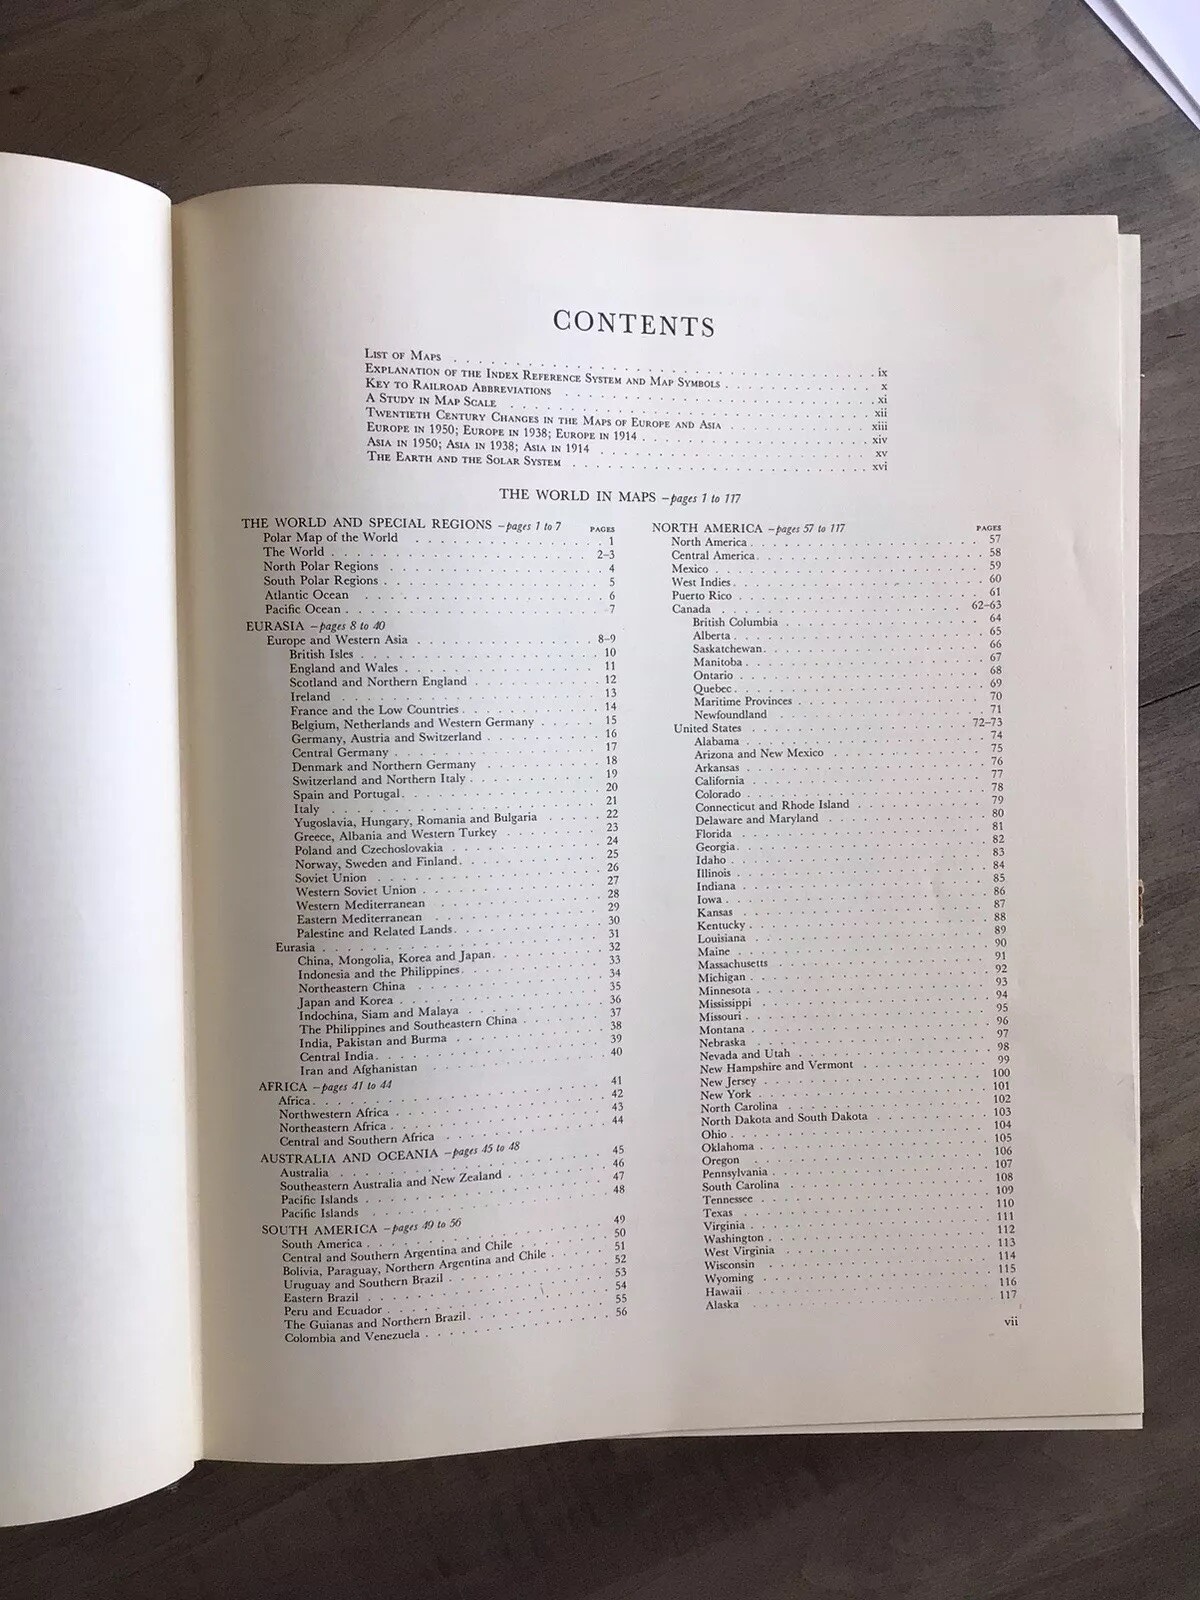 CONTENTS
List of Maps . . . ix
Explanation of the Index Reference System and Map Symbols . . . x
Key to Railroad Abbreviations . . . xi
A Study in Map Scale . . . xii
Twentieth Century Changes in the Maps of Europe and Asia . . . xiii
Europe in 1950; Europe in 1938; Europe in 1914 . . . xiv
Asia in 1950; Asia in 1938; Asia in 1914 . . . xv
The Earth and the Solar System . . . xvi
THE WORLD IN MAPS —pages 1 to 117
THE WORLD AND SPECIAL REGIONS —pages 1 to 7 PAGES
Polar Map of the World . . . 1
The World . . . 2–3
North Polar Regions . . . 4
South Polar Regions . . . 5
Atlantic Ocean . . . 6
Pacific Ocean . . . 7
EURASIA —pages 8 to 40
Europe and Western Asia . . . 8–9
British Isles . . . 10
England and Wales . . . 11
Scotland and Northern England . . . 12
Ireland . . . 13
France and the Low Countries . . . 14
Belgium, Netherlands and Western Germany . . . 15
Germany, Austria and Switzerland . . . 16
Central Germany . . . 17
Denmark and Northern Germany . . . 18
Switzerland and Northern Italy . . . 19
Spain and Portugal . . . 20
Italy . . . 21
Yugoslavia, Hungary, Romania and Bulgaria . . . 22
Greece, Albania and Western Turkey . . . 23
Poland and Czechoslovakia . . . 24
Norway, Sweden and Finland . . . 25
Soviet Union . . . 26
Western Soviet Union . . . 27
Western Mediterranean . . . 28
Eastern Mediterranean . . . 29
Palestine and Related Lands . . . 30
Eurasia . . . 31
China, Mongolia, Korea and Japan . . . 32
Indonesia and the Philippines . . . 33
Northeastern China . . . 34
Japan and Korea . . . 35
Indochina, Siam and Malaya . . . 36
The Philippines and Southeastern China . . . 37
India, Pakistan and Burma . . . 38
Central India . . . 39
Iran and Afghanistan . . . 40
AFRICA —pages 41 to 44
Africa . . . 41
Northwestern Africa . . . 42
Northeastern Africa . . . 43
Central and Southern Africa . . . 44
AUSTRALIA AND OCEANIA —pages 45 to 48
Australia . . . 45
Southeastern Australia and New Zealand . . . 46
Pacific Islands . . . 47
Pacific Islands . . . 48
SOUTH AMERICA —pages 49 to 56
South America . . . 49
Central and Southern Argentina and Chile . . . 50
Bolivia, Paraguay, Northern Argentina and Chile . . . 51
Uruguay and Southern Brazil . . . 52
Eastern Brazil . . . 53
Peru and Ecuador . . . 54
The Guianas and Northern Brazil . . . 55
Colombia and Venezuela . . . 56
NORTH AMERICA —pages 57 to 117 PAGES
North America . . . 57
Central America . . . 58
Mexico . . . 59
West Indies . . . 60
Puerto Rico . . . 61
Canada . . . 62–63
British Columbia . . . 64
Alberta . . . 65
Saskatchewan . . . 66
Manitoba . . . 67
Ontario . . . 68
Quebec . . . 69
Maritime Provinces . . . 70
Newfoundland . . . 71
United States . . . 72–73
Alabama . . . 74
Arizona and New Mexico . . . 75
Arkansas . . . 76
California . . . 77
Colorado . . . 78
Connecticut and Rhode Island . . . 79
Delaware and Maryland . . . 80
Florida . . . 81
Georgia . . . 82
Idaho . . . 83
Illinois . . . 84
Indiana . . . 85
Iowa . . . 86
Kansas . . . 87
Kentucky . . . 88
Louisiana . . . 89
Maine . . . 90
Massachusetts . . . 91
Michigan . . . 92
Minnesota . . . 93
Mississippi . . . 94
Missouri . . . 95
Montana . . . 96
Nebraska . . . 97
Nevada and Utah . . . 98
New Hampshire and Vermont . . . 99
New Jersey . . . 100
New York . . . 101
North Carolina . . . 102
North Dakota and South Dakota . . . 103
Ohio . . . 104
Oklahoma . . . 105
Oregon . . . 106
Pennsylvania . . . 107
South Carolina . . . 108
Tennessee . . . 109
Texas . . . 110
Virginia . . . 111
Washington . . . 112
West Virginia . . . 113
Wisconsin . . . 114
Wyoming . . . 115
Hawaii . . . 116
Alaska . . . 117
vii